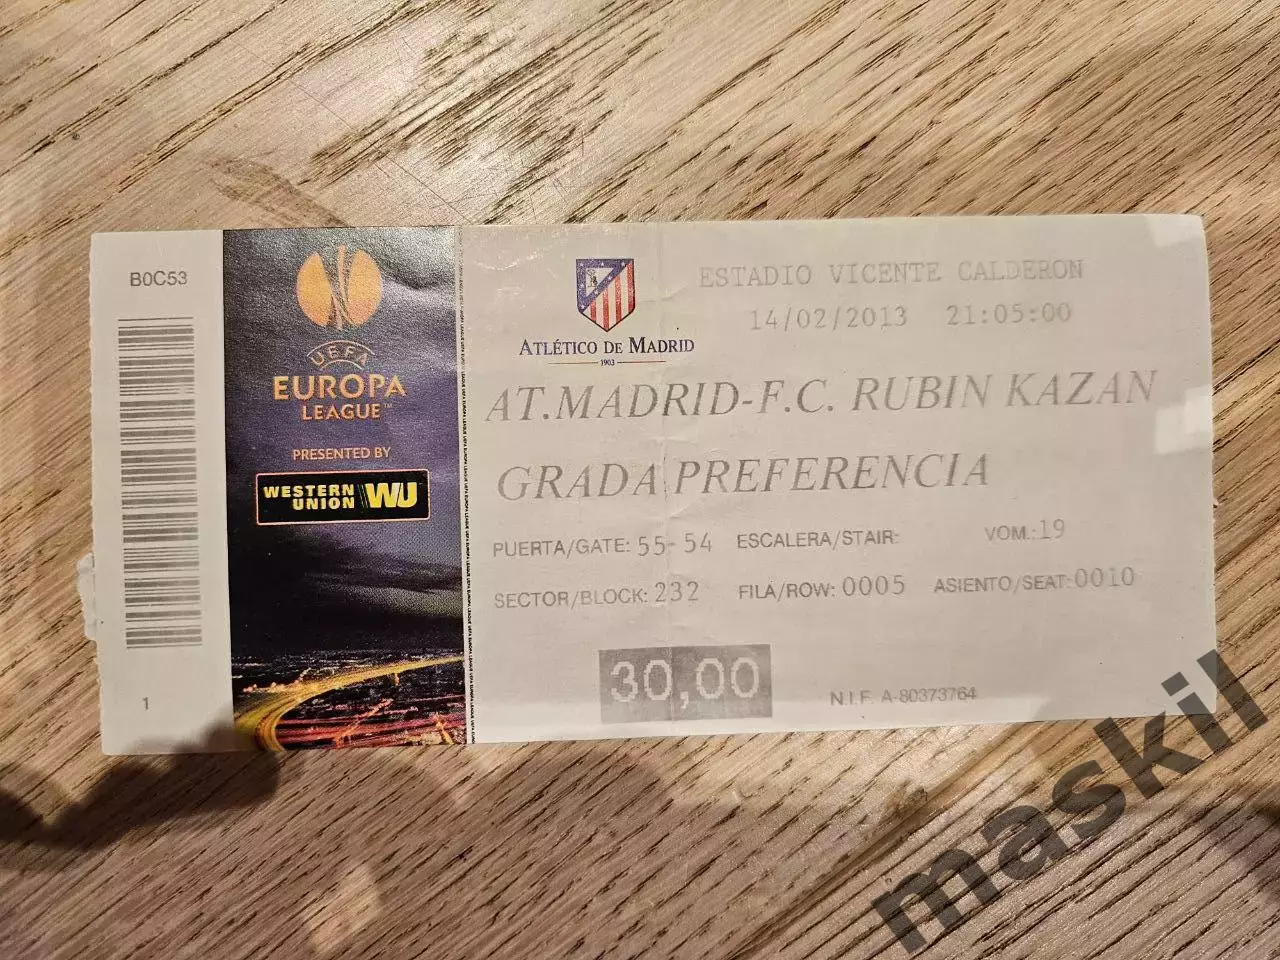 B0C53
1
UEFA
EUROPA
LEAGUE™
PRESENTED BY
WESTERN
UNION WU
ATLÉTICO DE MADRID
1903
ESTADIO VICENTE CALDERON
14/02/2013 21:05:00
AT.MADRID-F.C. RUBIN KAZAN
GRADA PREFERENCIA
PUERTA/GATE: 55-54 ESCALERA/STAIR: VOM.:19
SECTOR/BLOCK: 232 FILA/ROW: 0005 ASIENTO/SEAT:0010
30,00
N.I.F. A-80373764
maskil